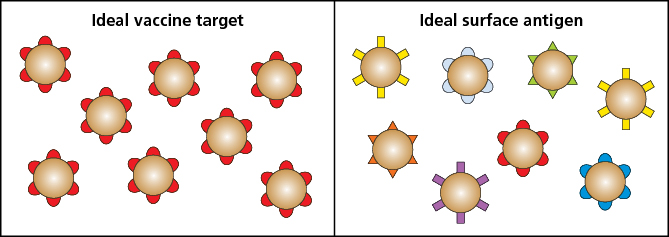 Ideal vaccine target
Ideal surface antigen